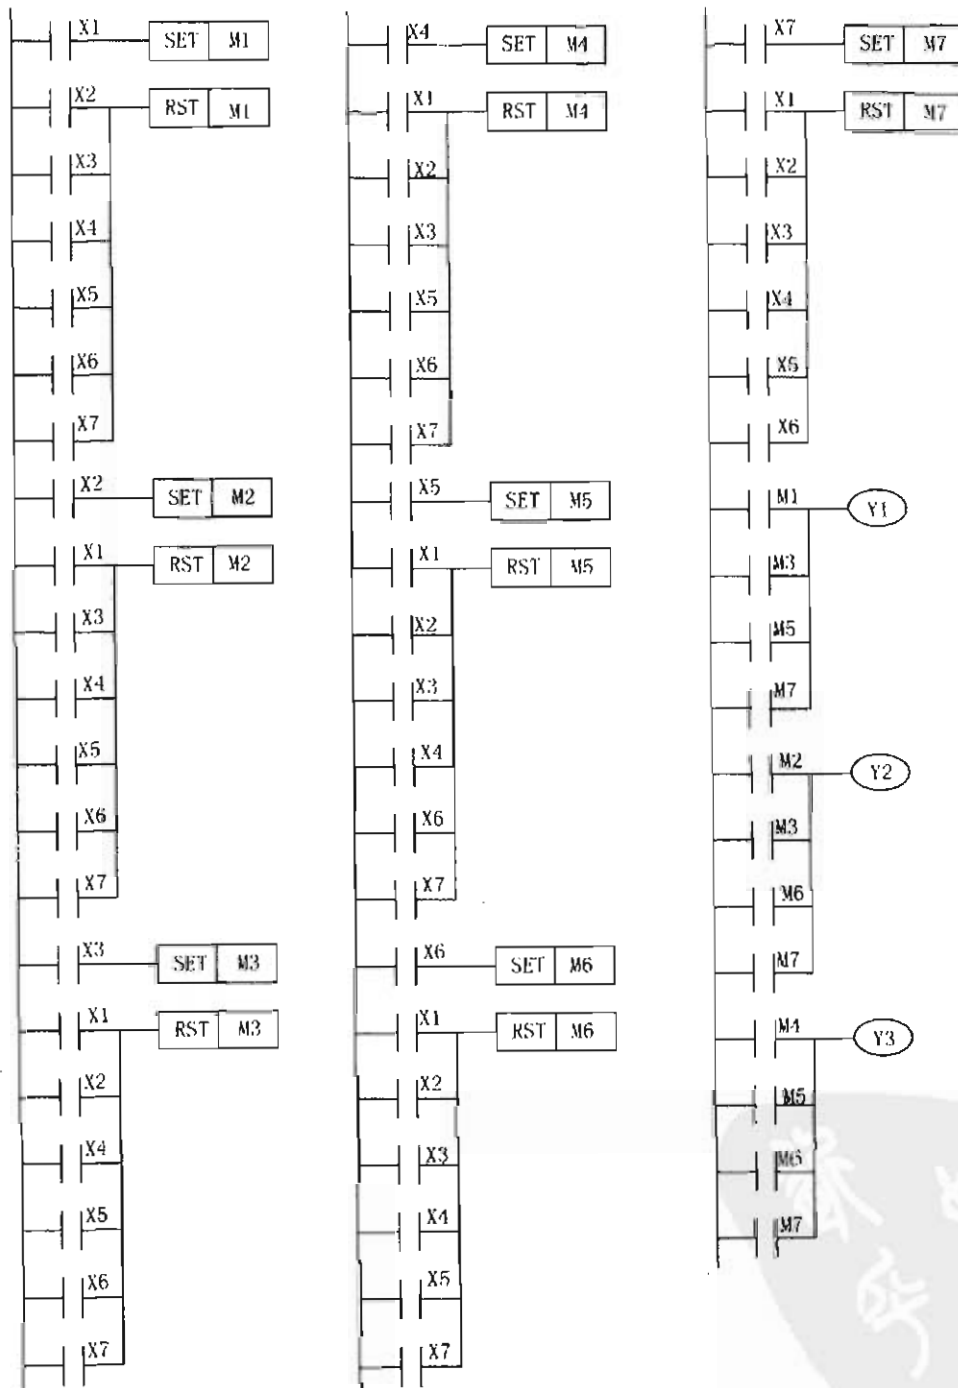 X1 SET M1
X2 RST M1
X3
X4
X5
X6
X7
X2 SET M2
X1 RST M2
X3
X4
X5
X6
X7
X3 SET M3
X1 RST M3
X2
X4
X5
X6
X7
X4 SET M4
X1 RST M4
X2
X3
X5
X6
X7
X5 SET M5
X1 RST M5
X2
X3
X4
X6
X7
X6 SET M6
X1 RST M6
X2
X3
X4
X5
X7
X7 SET M7
X1 RST M7
X2
X3
X4
X5
X6
M1 Y1
M3
M5
M7
M2 Y2
M3
M6
M7
M4 Y3
M5
M6
M7